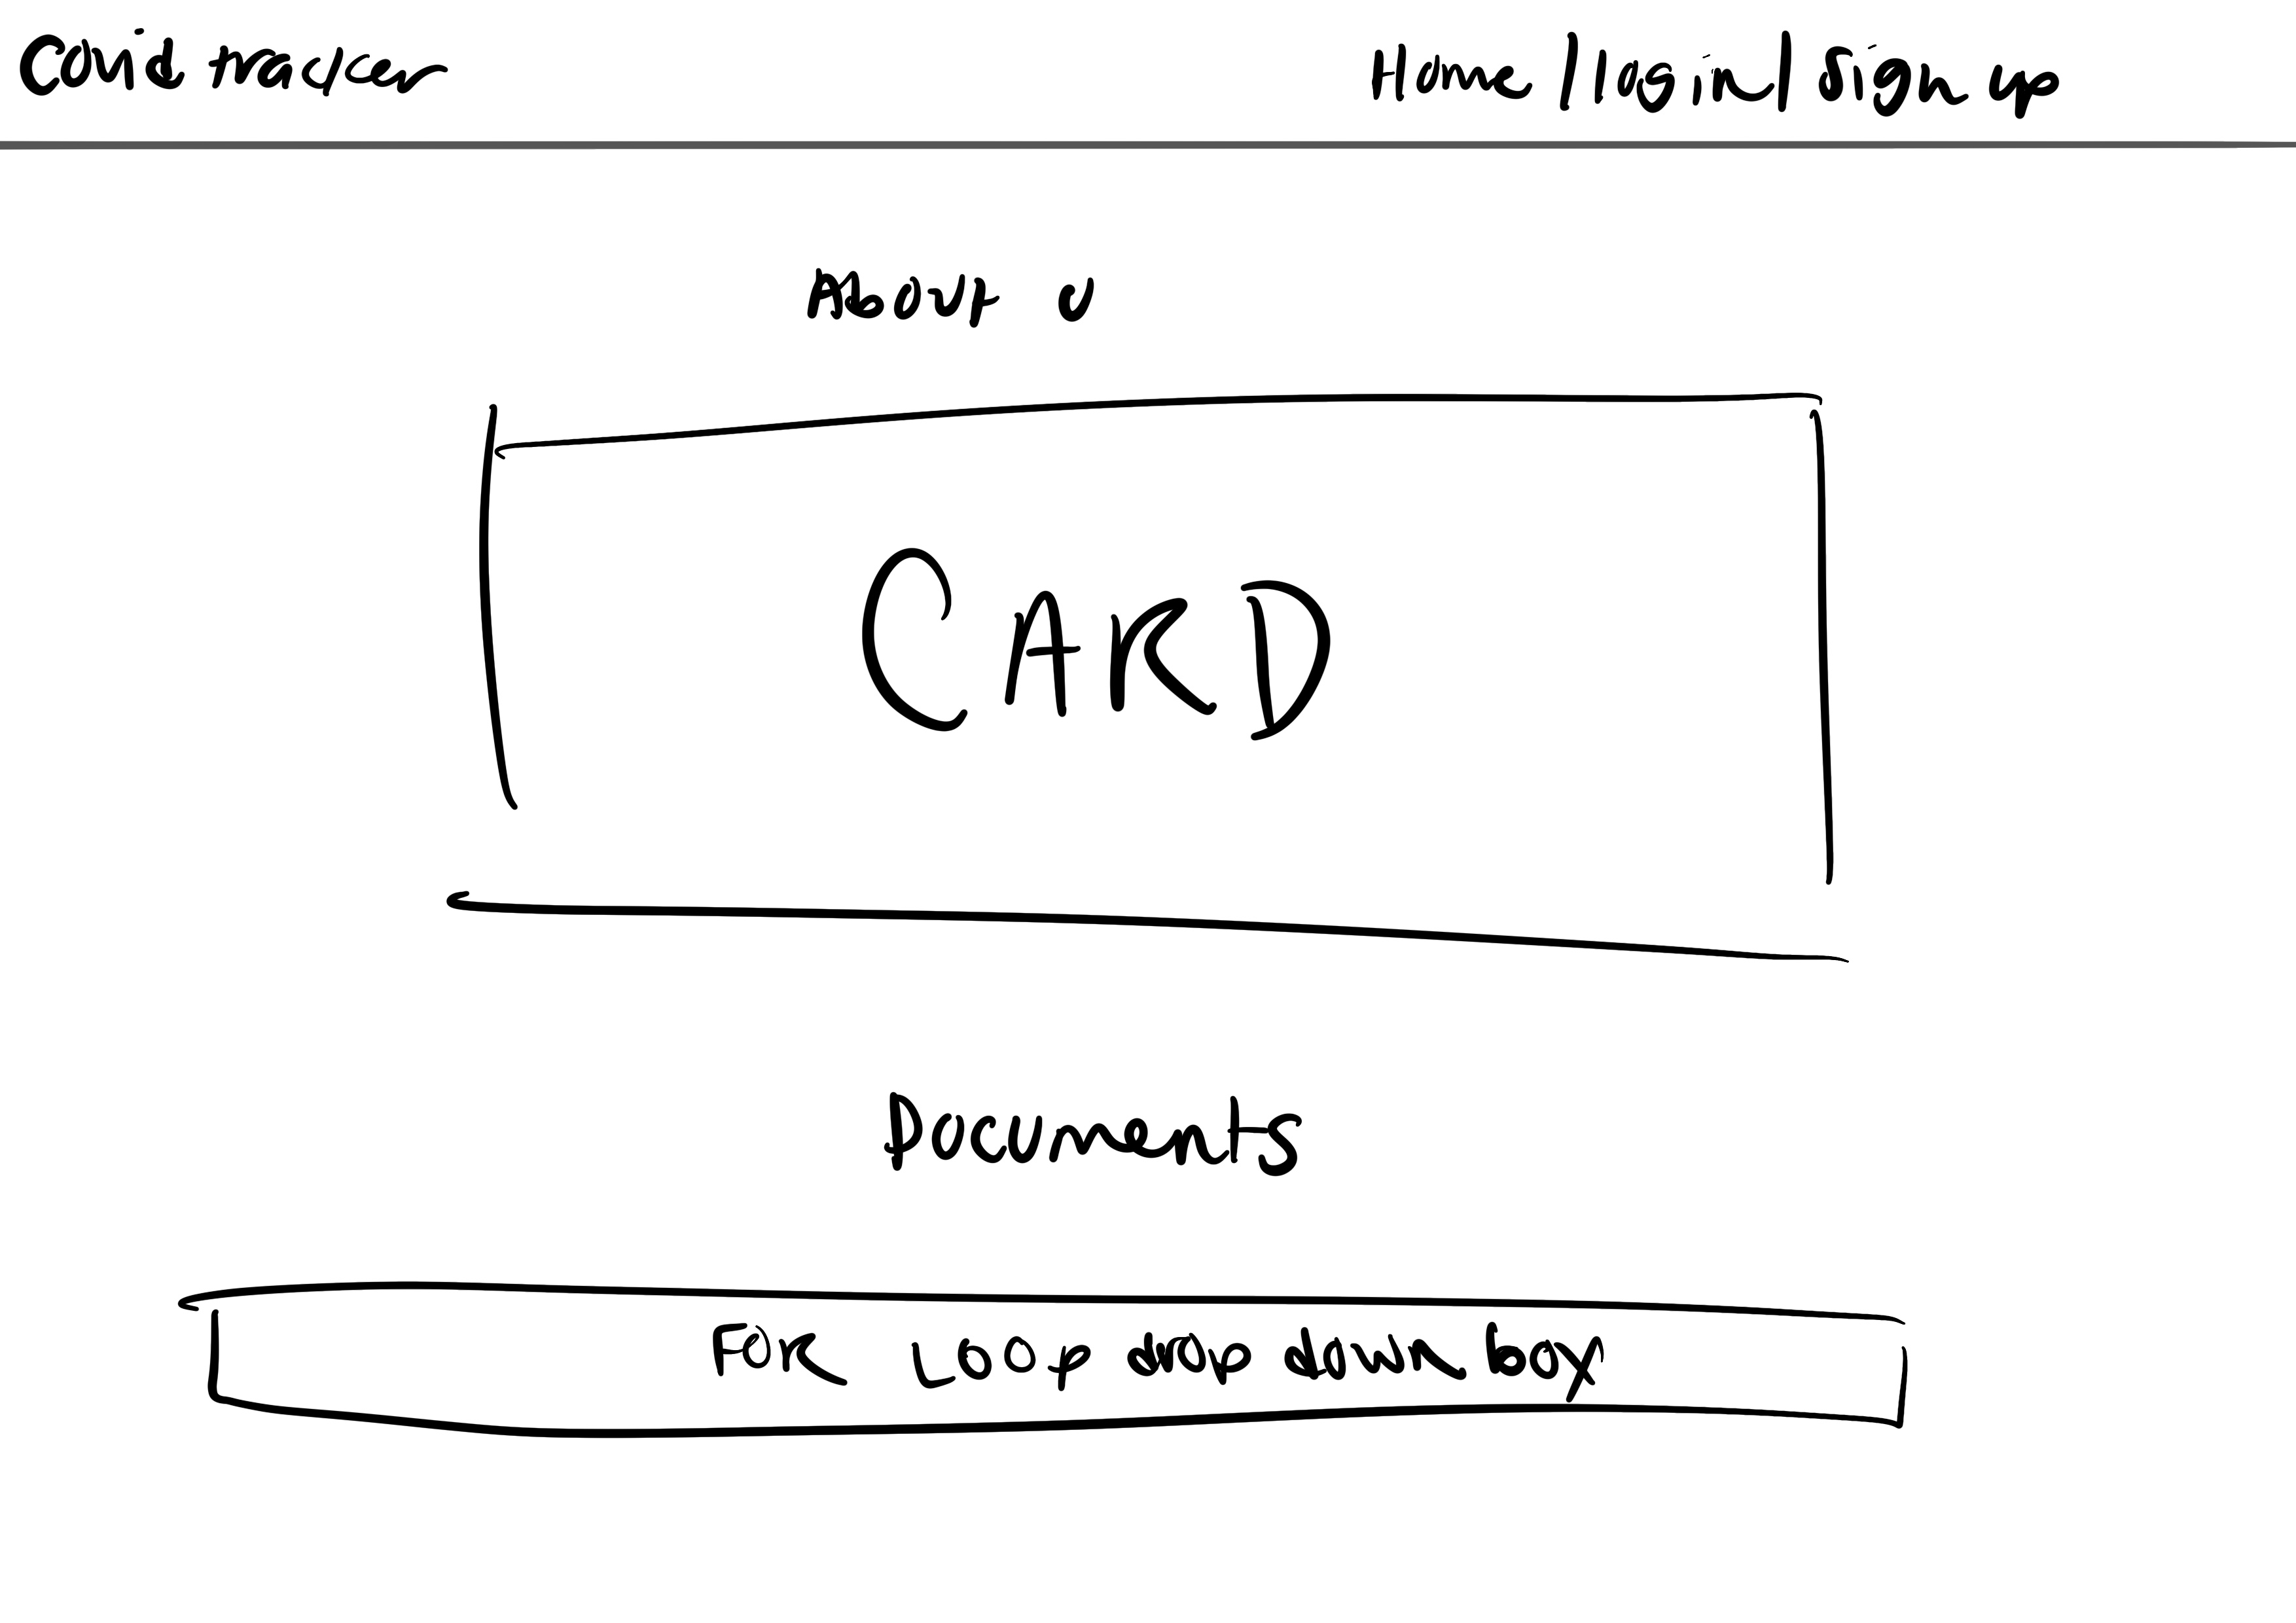 Covid tracker
Home / login / Sign up
About u
CARD
Documents
FOR Loop drop down box